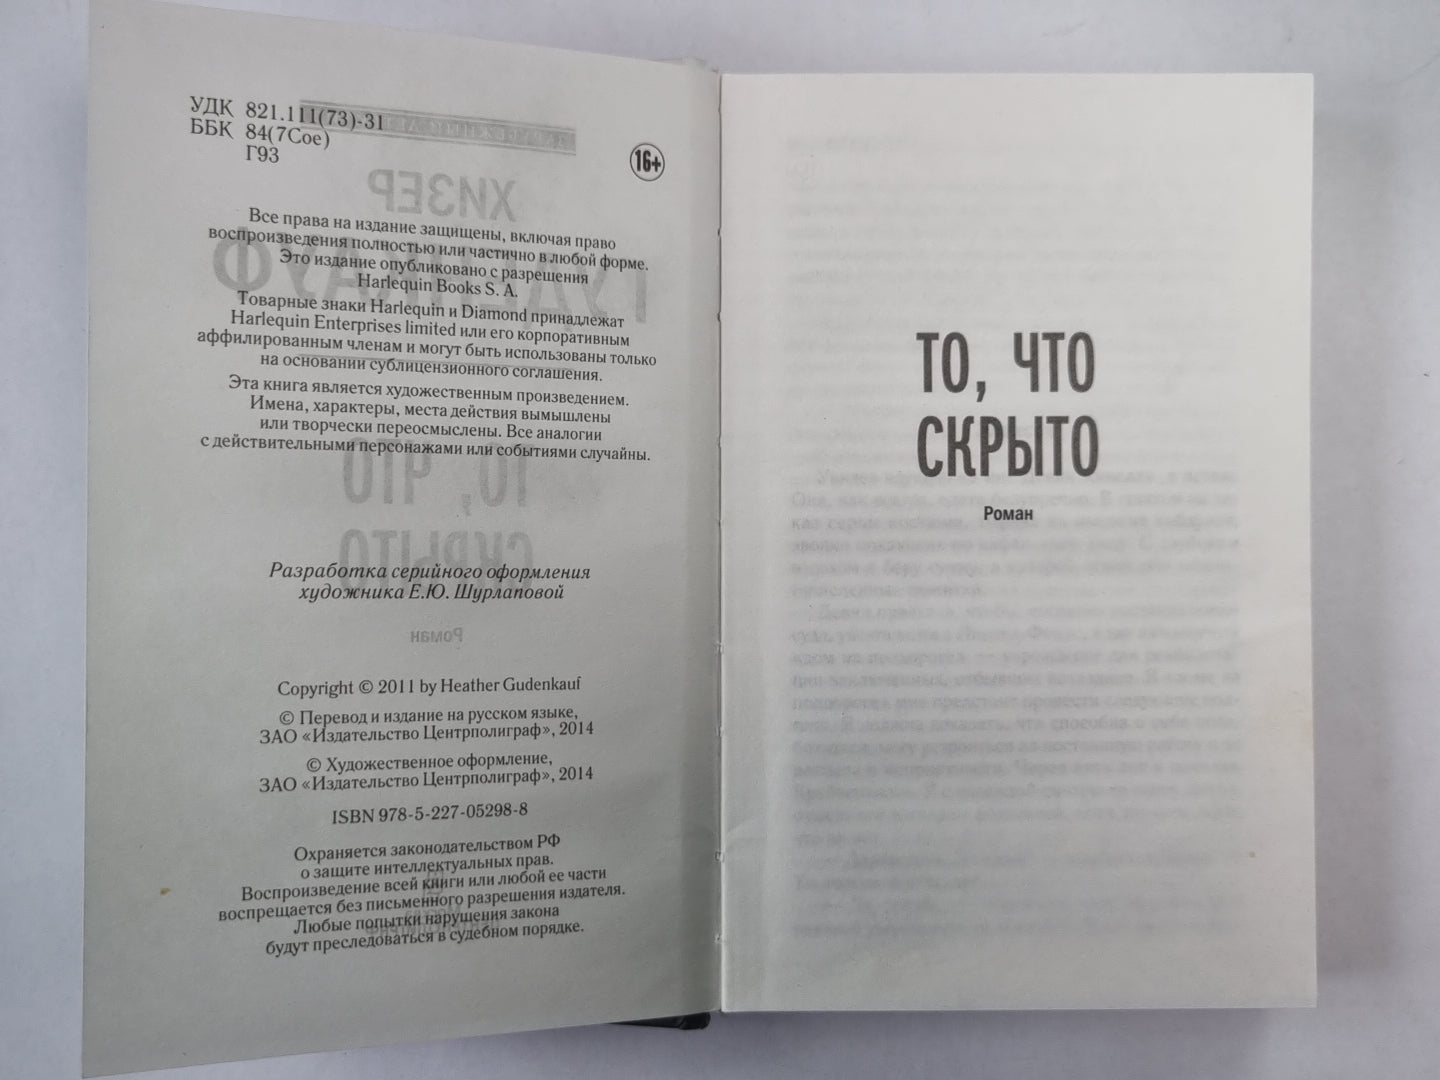 УДК 821.111(73)-31
ББК 84(7Сое)
Г93
16+
Все права на издание защищены, включая право
воспроизведения полностью или частично в любой форме.
Это издание опубликовано с разрешения
Harlequin Books S. A.
Товарные знаки Harlequin и Diamond принадлежат
Harlequin Enterprises limited или его корпоративным
аффилированным членам и могут быть использованы только
на основании сублицензионного соглашения.
Эта книга является художественным произведением.
Имена, характеры, места действия вымышлены
или творчески переосмыслены. Все аналогии
с действительными персонажами или событиями случайны.
Разработка серийного оформления
художника Е.Ю. Шурлаповой
Copyright © 2011 by Heather Gudenkauf
© Перевод и издание на русском языке,
ЗАО «Издательство Центрполиграф», 2014
© Художественное оформление,
ЗАО «Издательство Центрполиграф», 2014
ISBN 978-5-227-05298-8
Охраняется законодательством РФ
о защите интеллектуальных прав.
Воспроизведение всей книги или любой ее части
воспрещается без письменного разрешения издателя.
Любые попытки нарушения закона
будут преследоваться в судебном порядке.
ТО, ЧТО
СКРЫТО
Роман